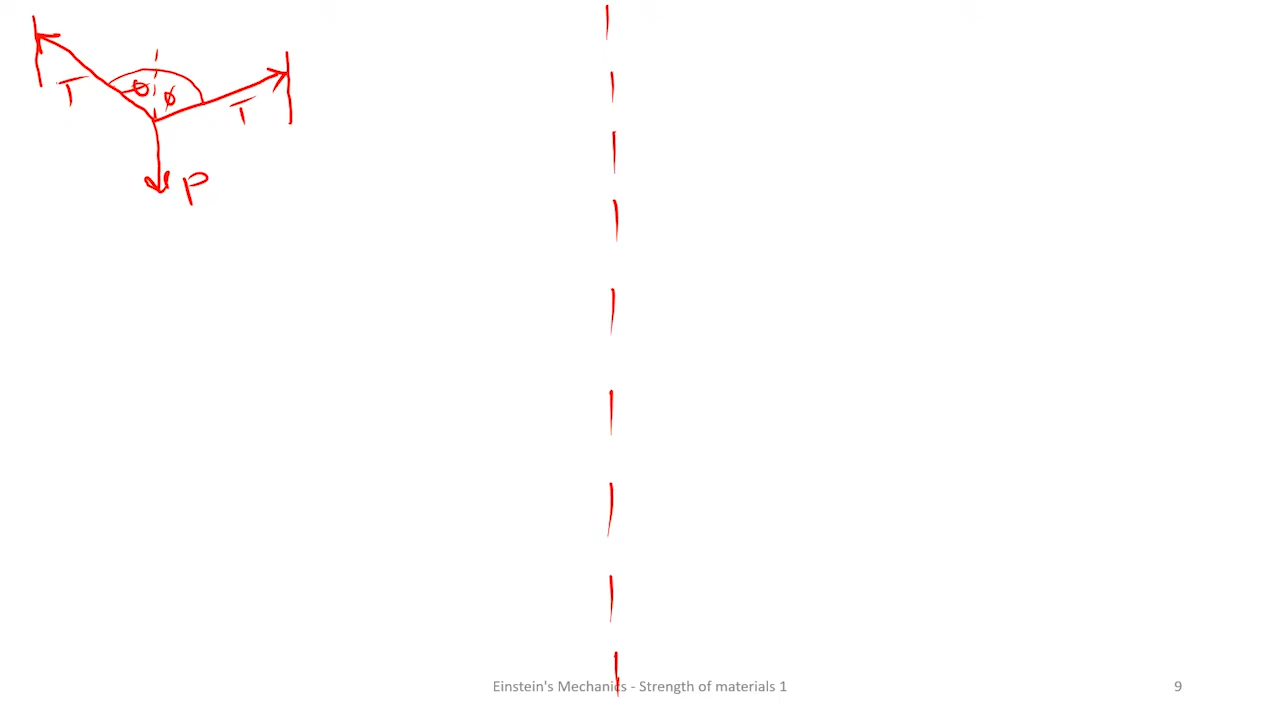 T
θ
ϕ
T
P
Einstein's Mechanics - Strength of materials 1
9